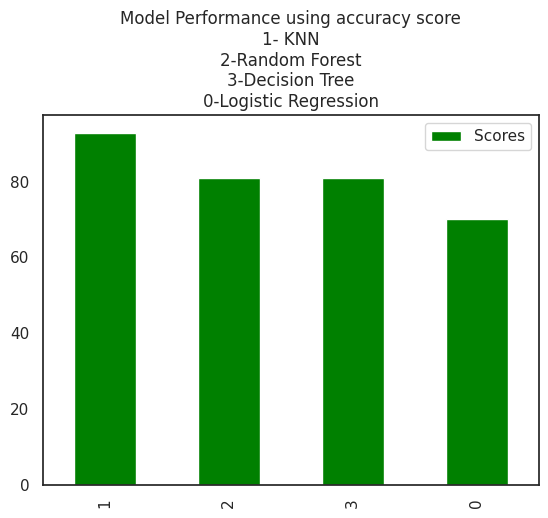 Model Performance using accuracy score
1- KNN
2-Random Forest
3-Decision Tree
0-Logistic Regression
Scores
80
60
40
20
0
1
2
3
0